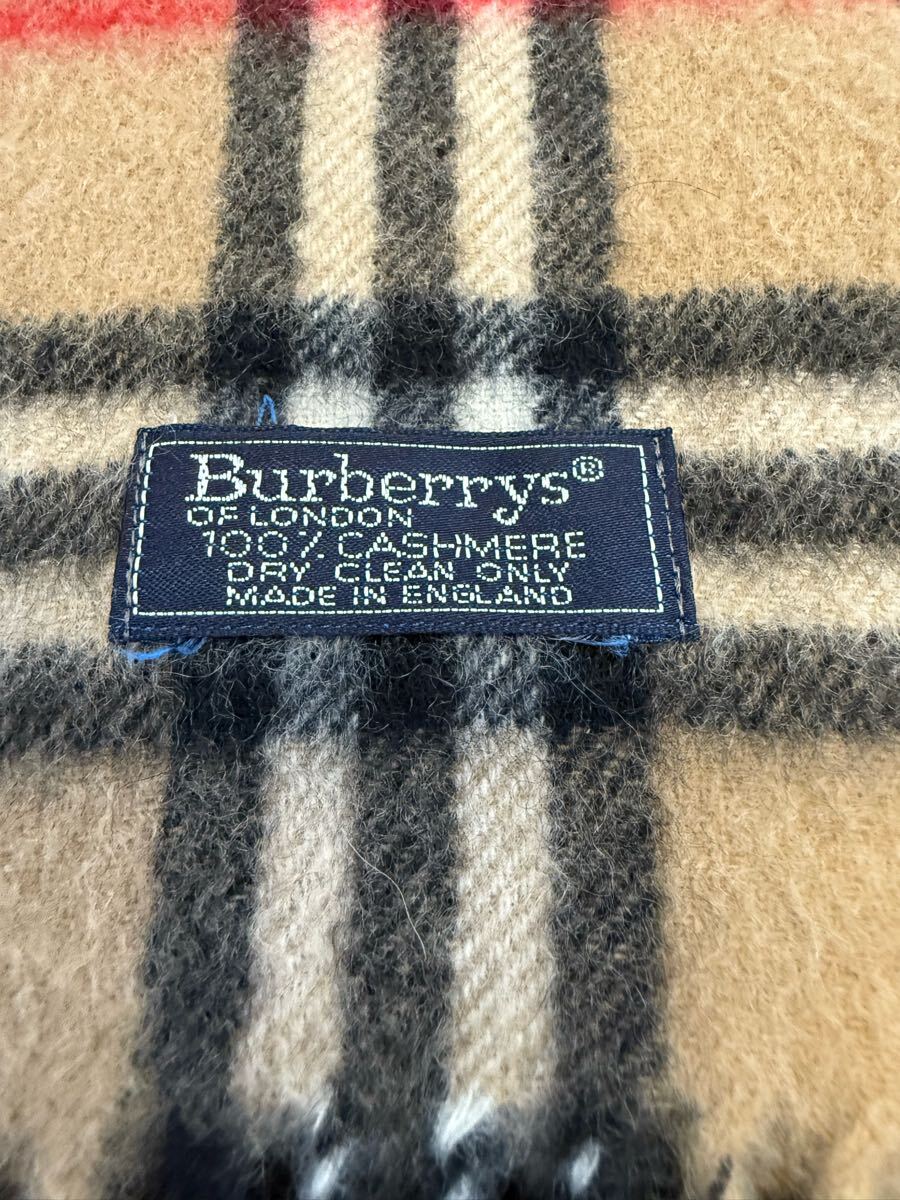 Burberrys®
OF LONDON
100% CASHMERE
DRY CLEAN ONLY
MADE IN ENGLAND